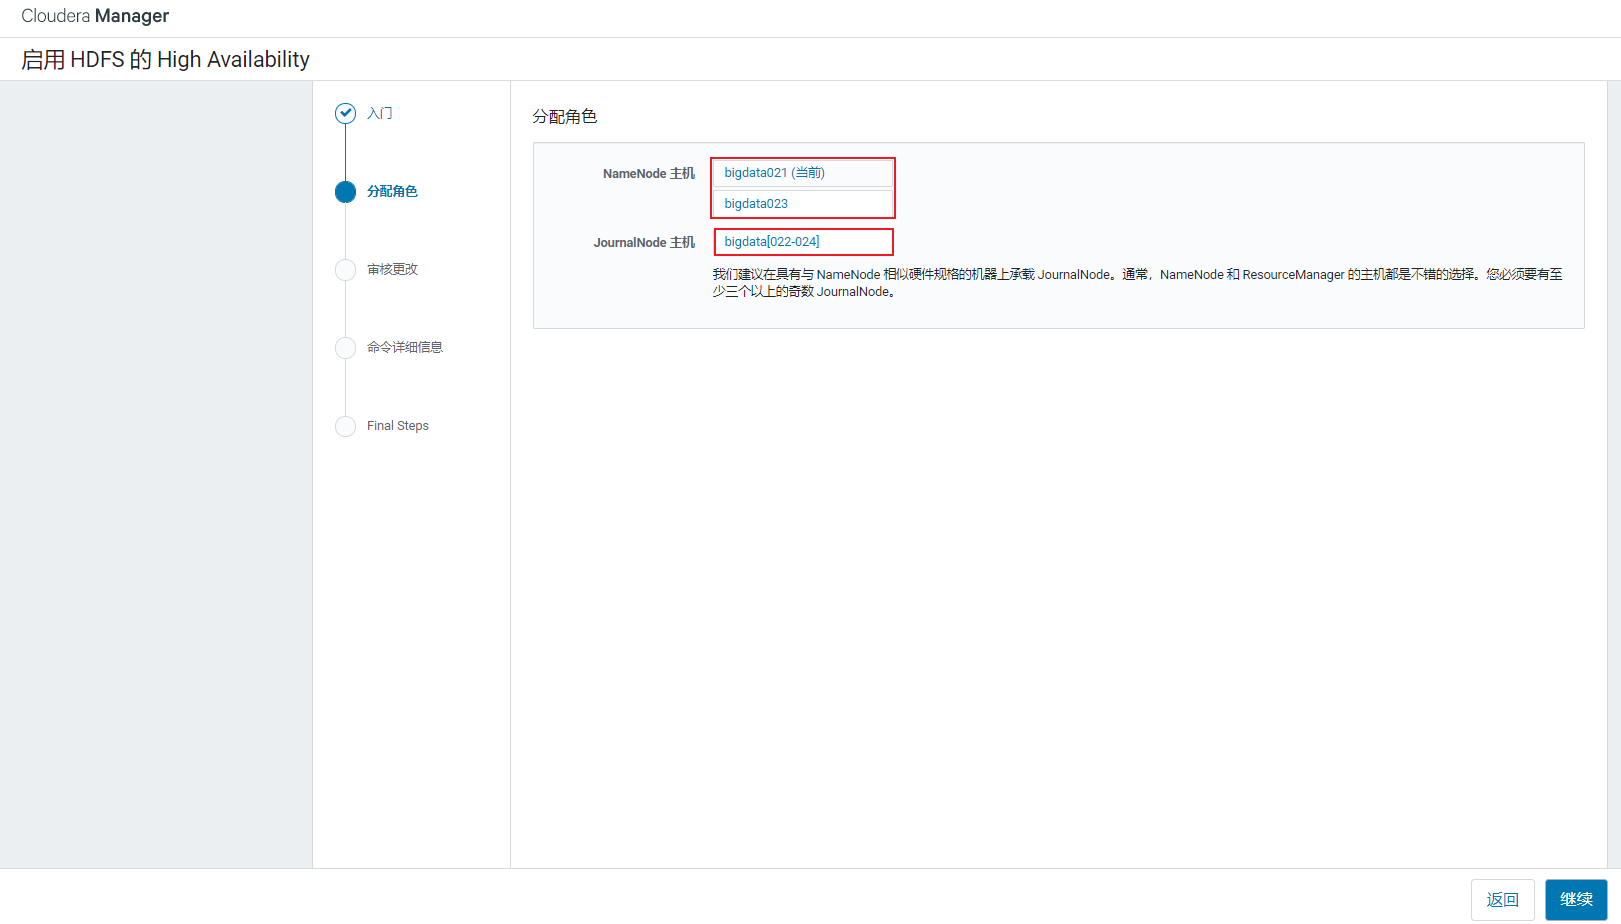 Cloudera Manager
启用 HDFS 的 High Availability
入门
分配角色
审核更改
命令详细信息
Final Steps
分配角色
NameNode 主机
bigdata021 (当前)
bigdata023
JournalNode 主机
bigdata[022-024]
我们建议在具有与 NameNode 相似硬件规格的机器上承载 JournalNode。通常，NameNode 和 ResourceManager 的主机都是不错的选择。您必须要有至
少三个以上的奇数 JournalNode。
返回
继续